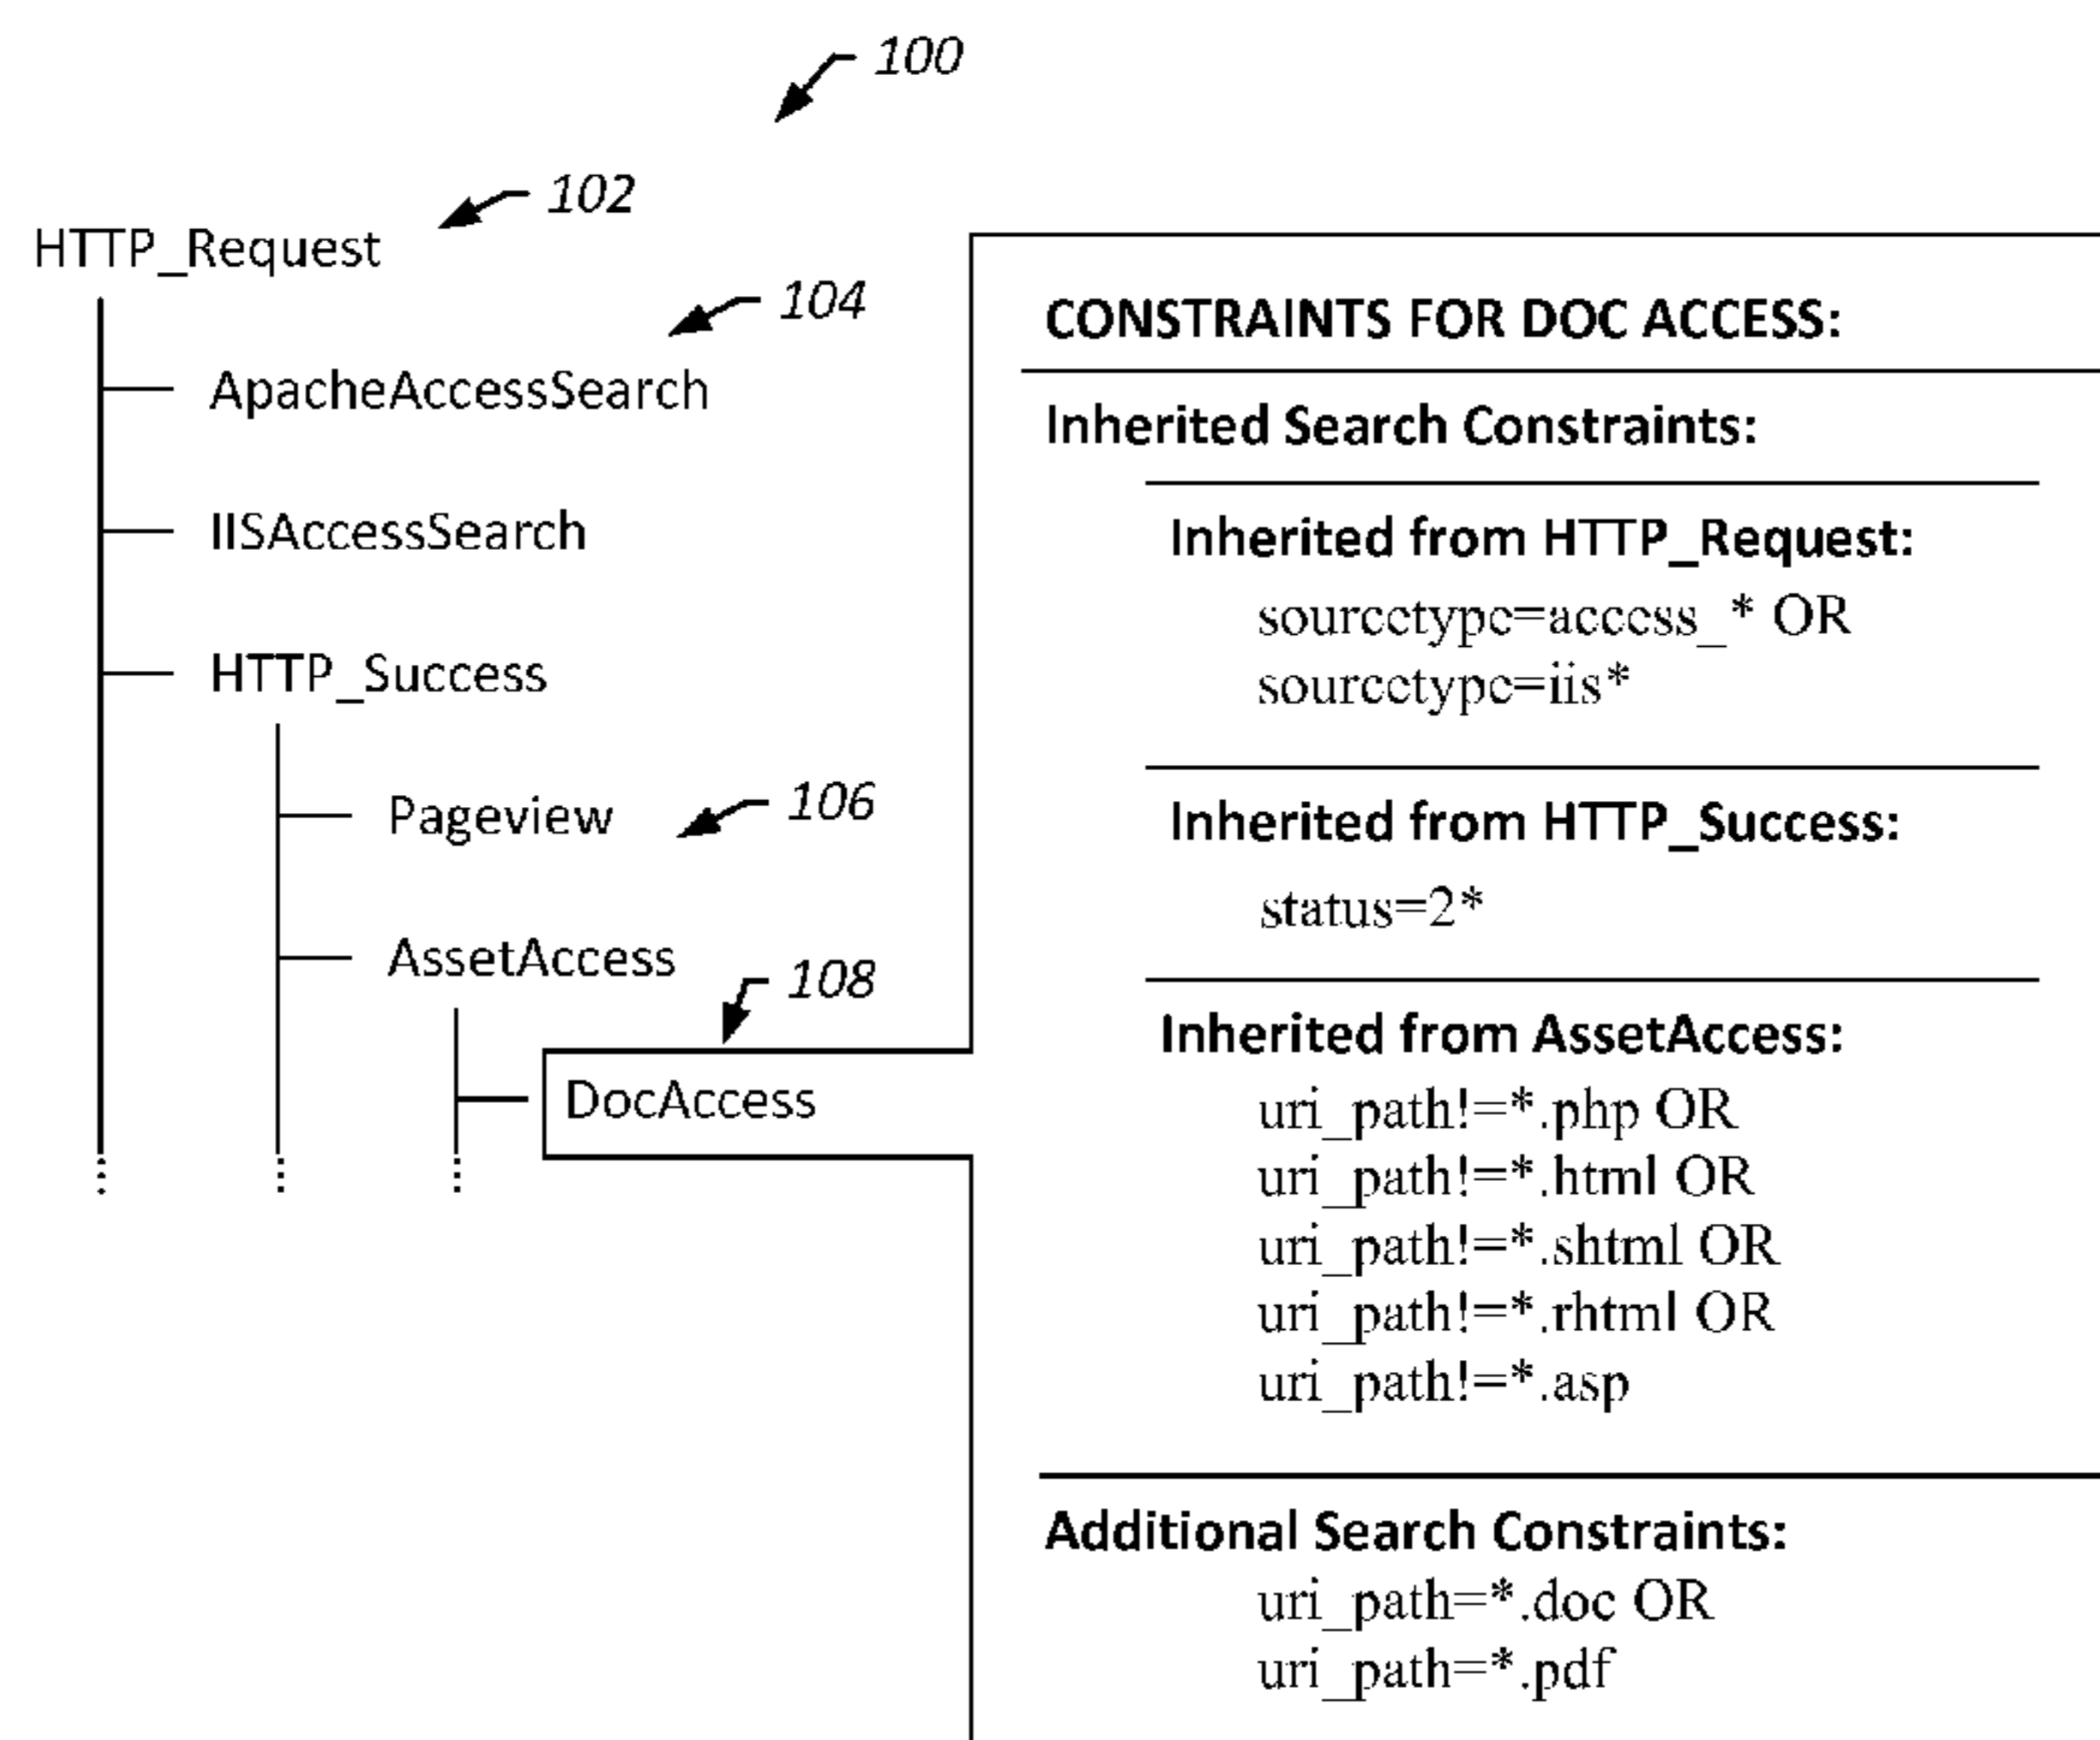 100
102
HTTP_Request
104
ApacheAccessSearch
IISAccessSearch
HTTP_Success
Pageview
106
AssetAccess
108
DocAccess
CONSTRAINTS FOR DOC ACCESS:
Inherited Search Constraints:
Inherited from HTTP_Request:
sourcetype=access_* OR
sourcetype=iis*
Inherited from HTTP_Success:
status=2*
Inherited from AssetAccess:
uri_path!=*.php OR
uri_path!=*.html OR
uri_path!=*.shtml OR
uri_path!=*.rhtml OR
uri_path!=*.asp
Additional Search Constraints:
uri_path=*.doc OR
uri_path=*.pdf